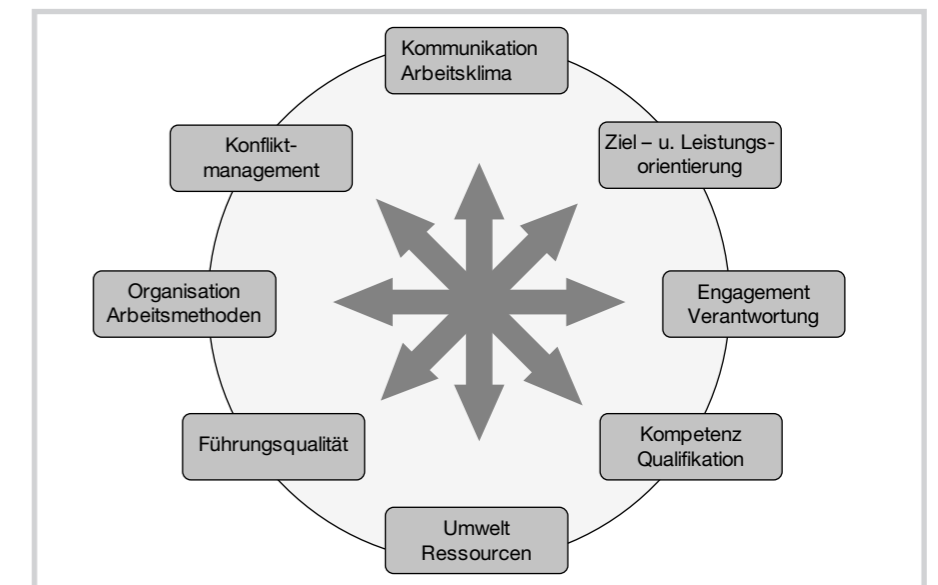 Kommunikation
Arbeitsklima
Konflikt-
management
Ziel – u. Leistungs-
orientierung
Organisation
Arbeitsmethoden
Engagement
Verantwortung
Führungsqualität
Kompetenz
Qualifikation
Umwelt
Ressourcen